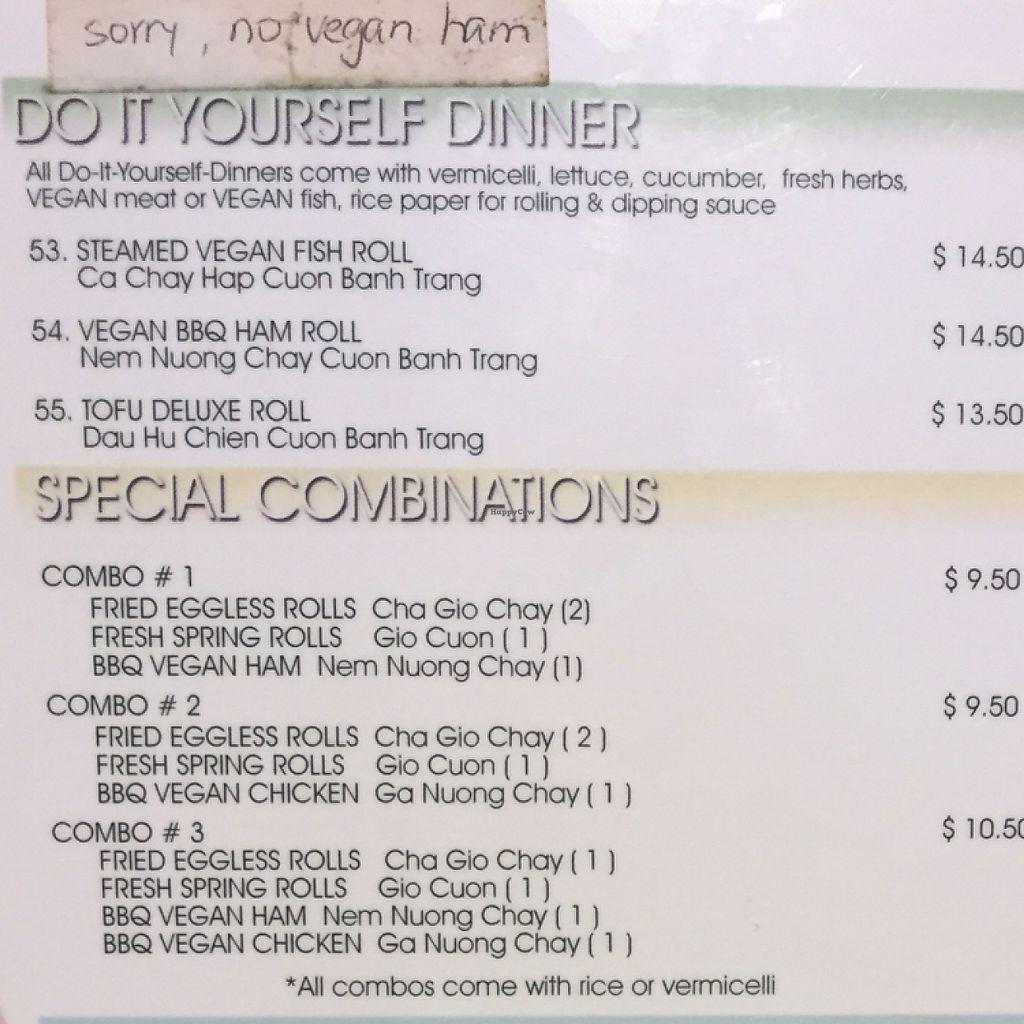 sorry, no vegan ham
DO IT YOURSELF DINNER
All Do-It-Yourself-Dinners come with vermicelli, lettuce, cucumber, fresh herbs,
VEGAN meat or VEGAN fish, rice paper for rolling & dipping sauce
53. STEAMED VEGAN FISH ROLL $ 14.50
Ca Chay Hap Cuon Banh Trang
54. VEGAN BBQ HAM ROLL $ 14.50
Nem Nuong Chay Cuon Banh Trang
55. TOFU DELUXE ROLL $ 13.50
Dau Hu Chien Cuon Banh Trang
SPECIAL COMBINATIONS
HappyCow
COMBO # 1 $ 9.50
FRIED EGGLESS ROLLS Cha Gio Chay (2)
FRESH SPRING ROLLS Gio Cuon ( 1 )
BBQ VEGAN HAM Nem Nuong Chay (1)
COMBO # 2 $ 9.50
FRIED EGGLESS ROLLS Cha Gio Chay ( 2 )
FRESH SPRING ROLLS Gio Cuon ( 1 )
BBQ VEGAN CHICKEN Ga Nuong Chay ( 1 )
COMBO # 3 $ 10.50
FRIED EGGLESS ROLLS Cha Gio Chay ( 1 )
FRESH SPRING ROLLS Gio Cuon ( 1 )
BBQ VEGAN HAM Nem Nuong Chay ( 1 )
BBQ VEGAN CHICKEN Ga Nuong Chay ( 1 )
*All combos come with rice or vermicelli